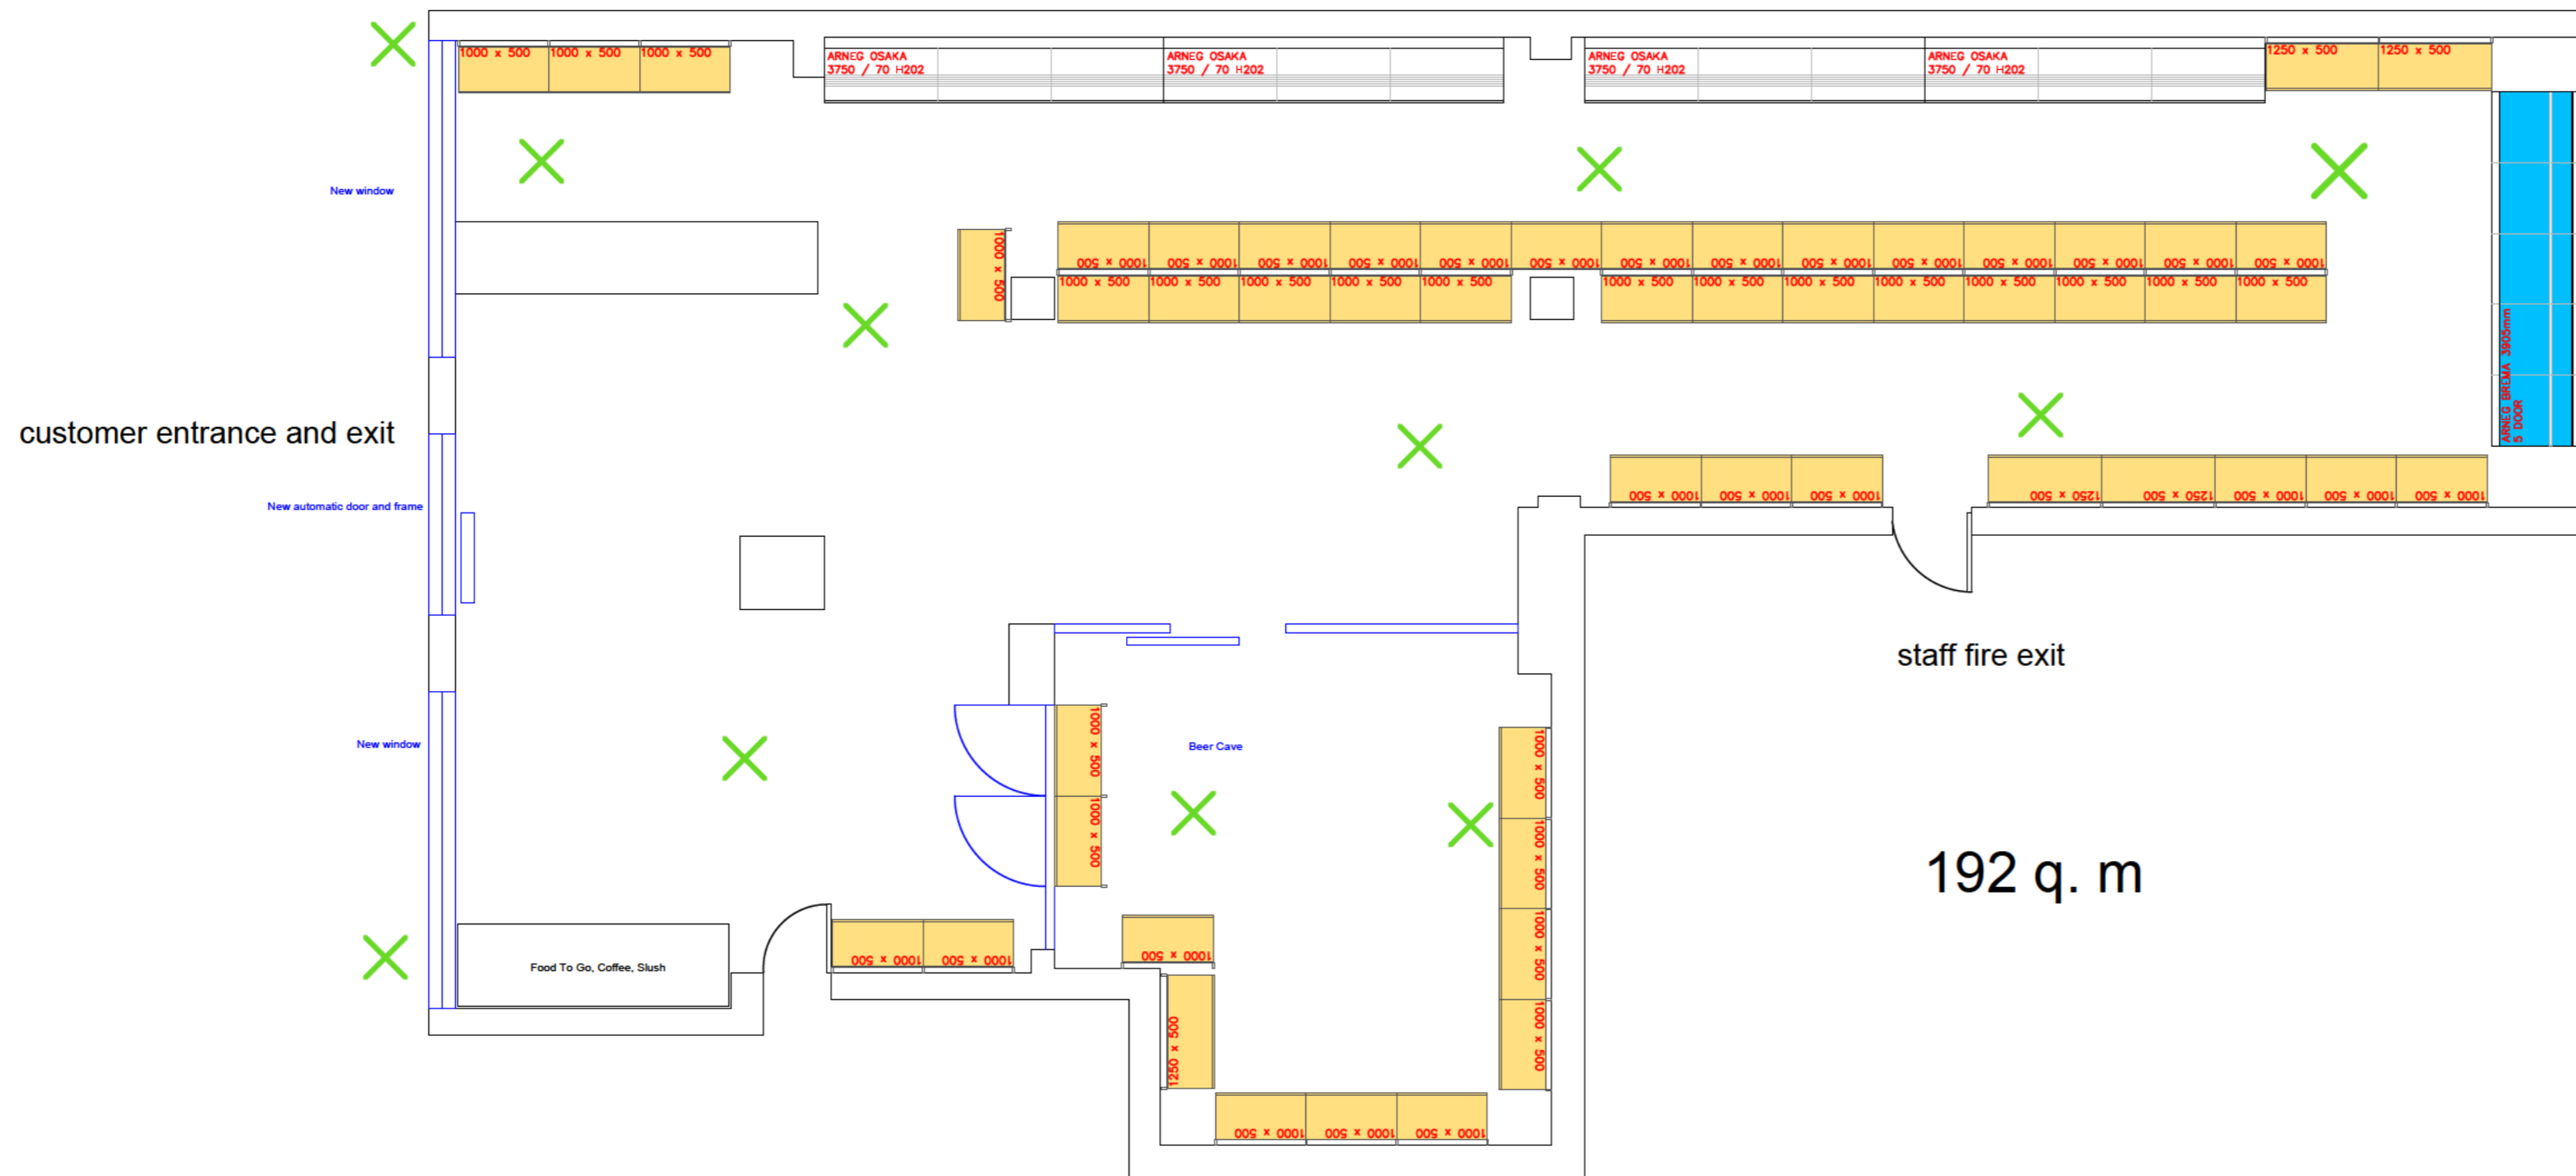 1000 x 500 1000 x 500 1000 x 500
ARNEG OSAKA
3750 / 70 H202
ARNEG OSAKA
3750 / 70 H202
ARNEG OSAKA
3750 / 70 H202
ARNEG OSAKA
3750 / 70 H202
1250 x 500 1250 x 500
New window
1000 x 500
1000 x 500 1000 x 500 1000 x 500 1000 x 500 1000 x 500 1000 x 500 1000 x 500 1000 x 500 1000 x 500 1000 x 500 1000 x 500 1000 x 500 1000 x 500 1000 x 500
1000 x 500 1000 x 500 1000 x 500 1000 x 500 1000 x 500 1000 x 500 1000 x 500 1000 x 500 1000 x 500 1000 x 500 1000 x 500 1000 x 500 1000 x 500
ARNEG BREMA 3905mm
5 DOOR
customer entrance and exit
New automatic door and frame
1000 x 500 1000 x 500 1000 x 500
1250 x 500 1250 x 500 1000 x 500 1000 x 500 1000 x 500
staff fire exit
New window
Beer Cave
1000 x 500
1000 x 500
1000 x 500
1000 x 500
1000 x 500
1000 x 500
192 q. m
Food To Go, Coffee, Slush
1000 x 500 1000 x 500
1000 x 500
1250 x 500
1000 x 500 1000 x 500 1000 x 500